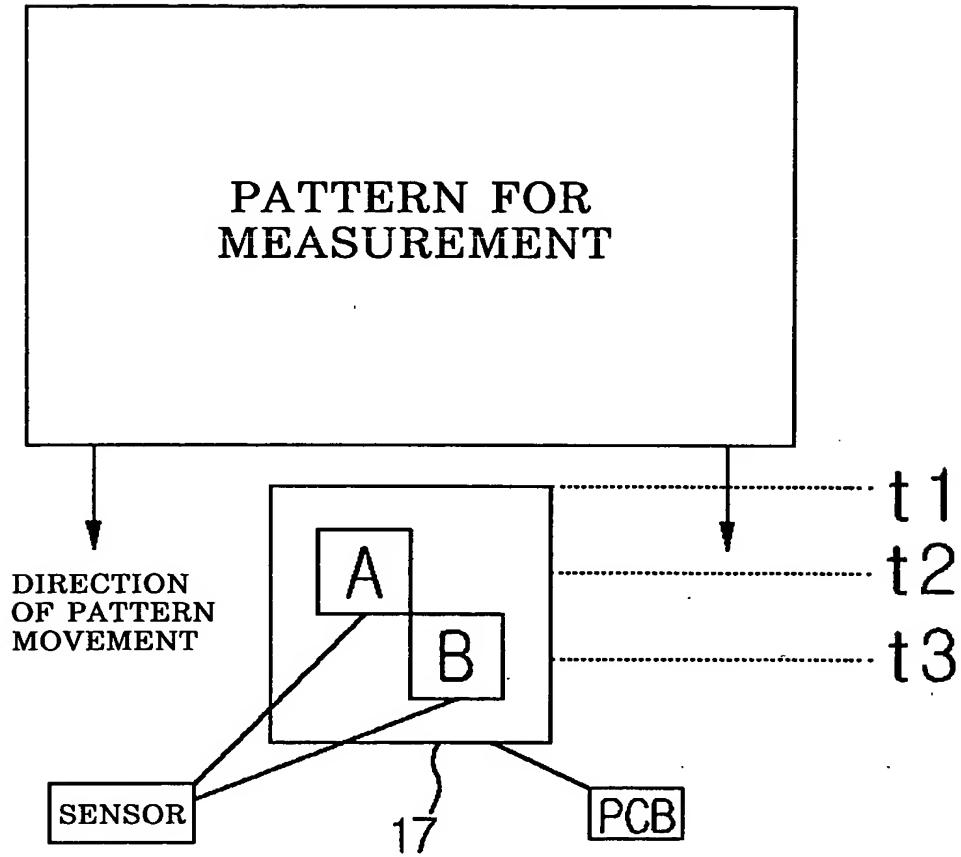 PATTERN FOR
MEASUREMENT
t1
A
t2
DIRECTION
OF PATTERN
MOVEMENT
B
t3
SENSOR
17
PCB